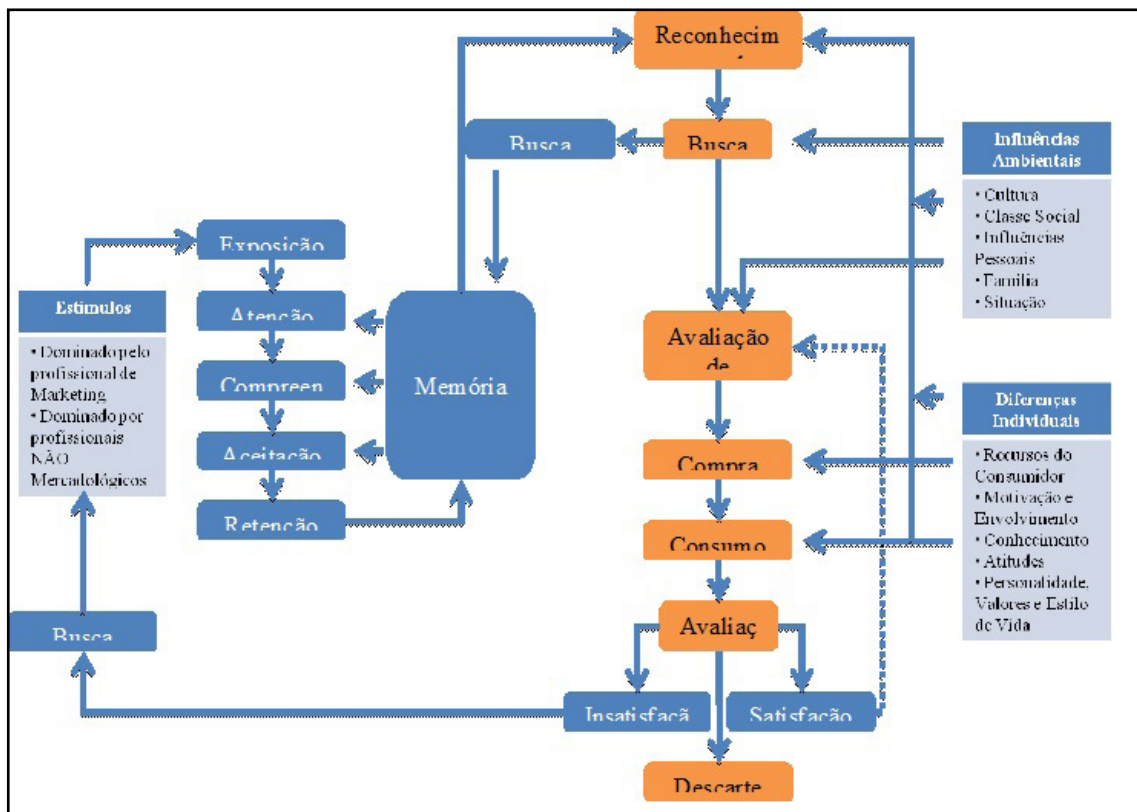 Reconhecim
Busca
Busca
Influências
Ambientais
• Cultura
• Classe Social
• Influências
Pessoais
• Família
• Situação
Exposição
Atenção
Compreen
Aceitação
Retenção
Memória
Estímulos
• Dominado pelo
profissional de
Marketing
• Dominado por
profissionais
NÃO
Mercadológicos
Busca
Avaliação
de
Compra
Consumo
Avaliaç
Insatisfaçã
Satisfação
Descarte
Diferenças
Individuais
• Recursos do
Consumidor
• Motivação e
Envolvimento
• Conhecimento
• Atitudes
• Personalidade,
Valores e Estilo
de Vida